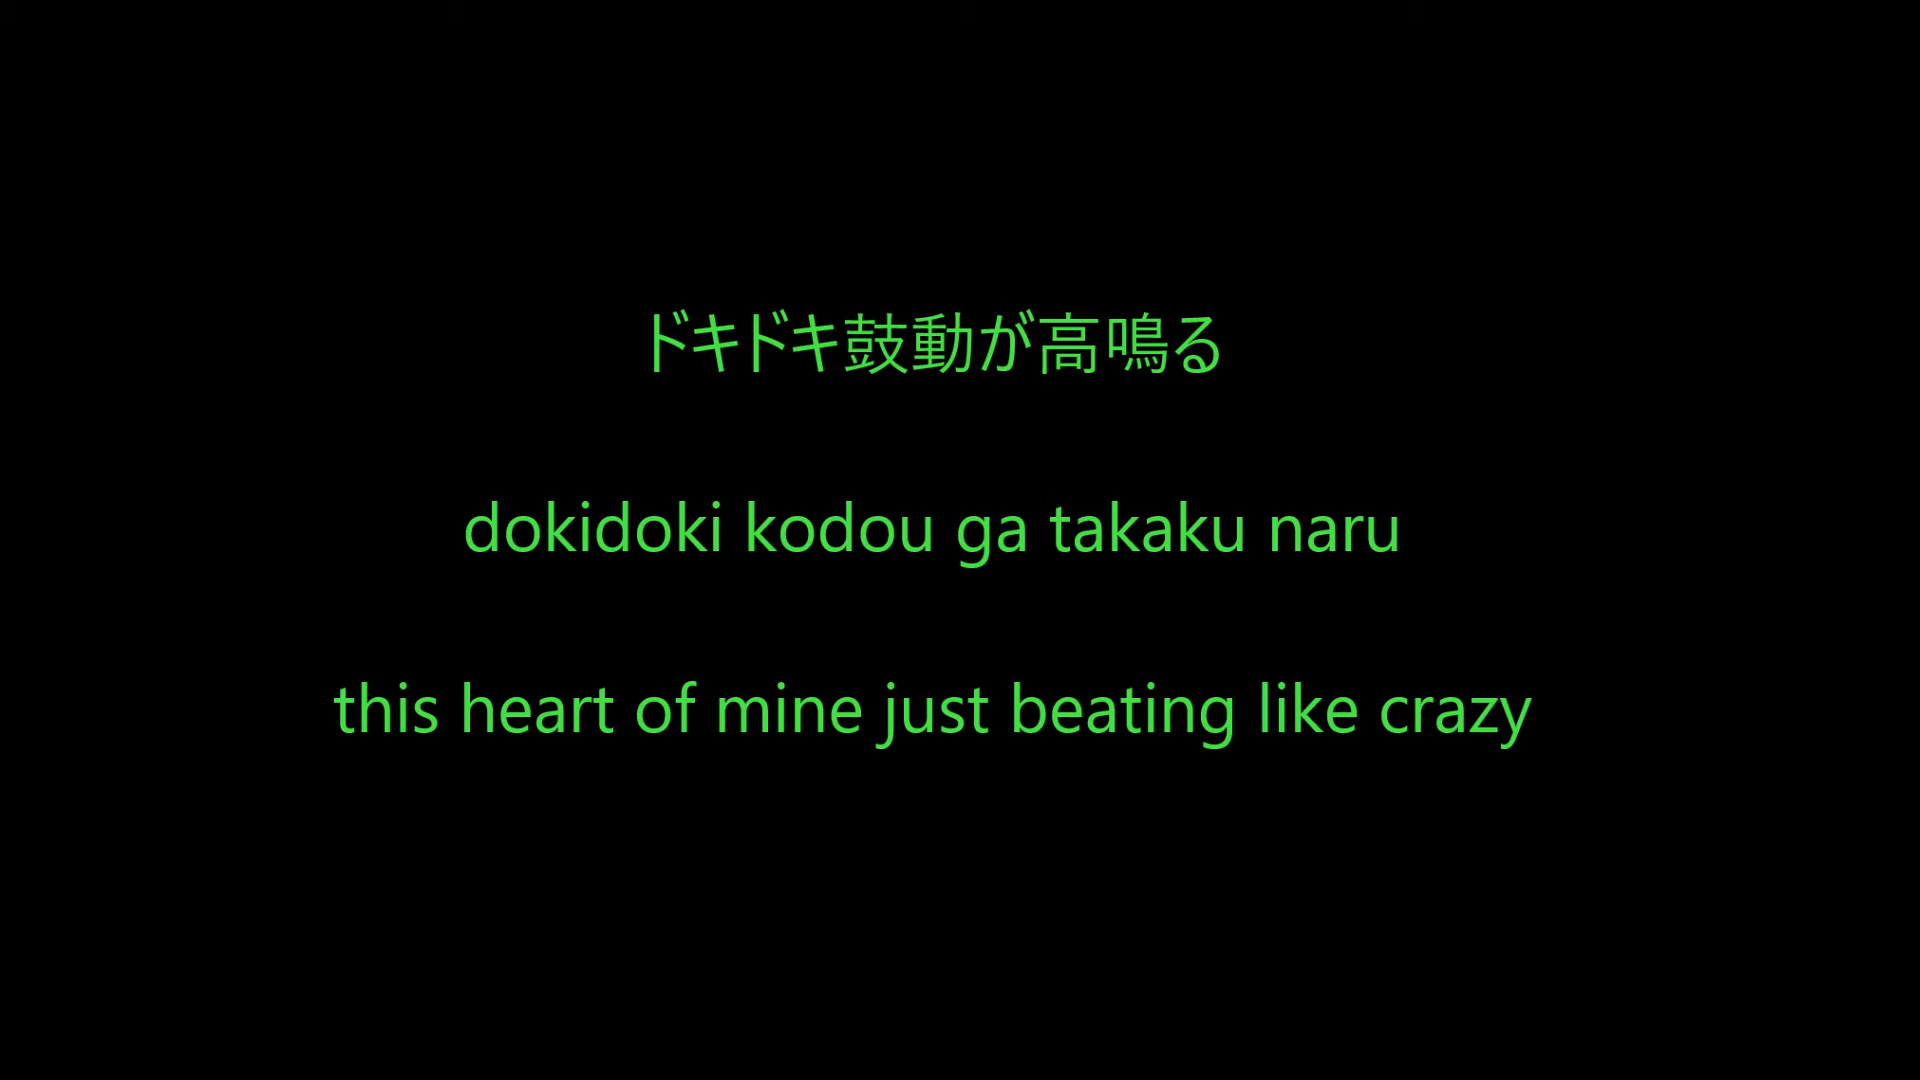 ドキドキ鼓動が高鳴る
dokidoki kodou ga takaku naru
this heart of mine just beating like crazy